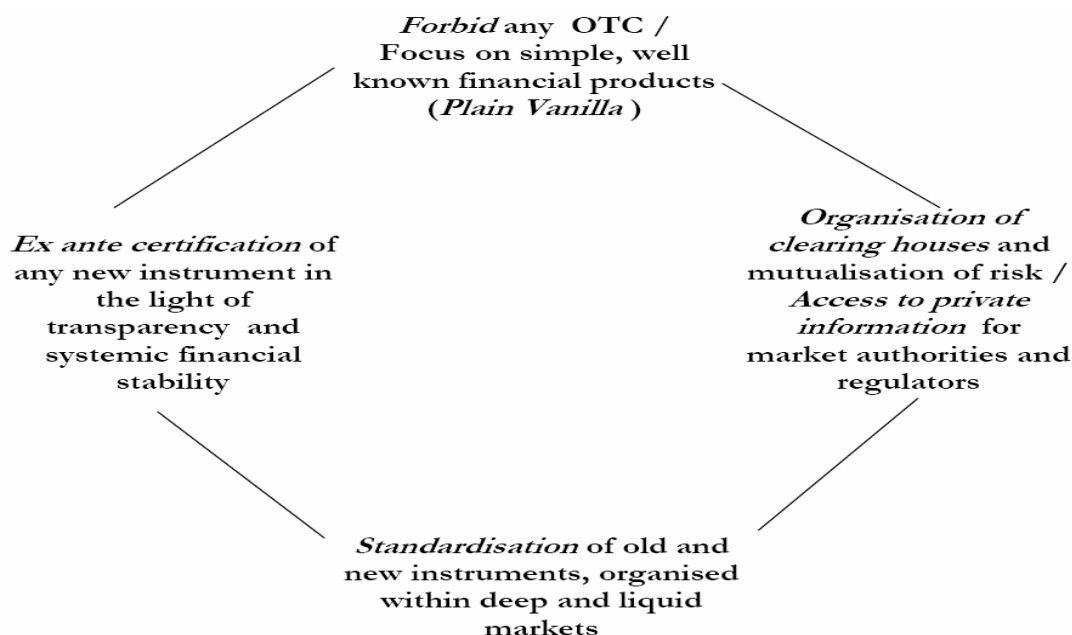 Forbid any OTC /
Focus on simple, well
known financial products
(Plain Vanilla )
Ex ante certification of
any new instrument in
the light of
transparency and
systemic financial
stability
Organisation of
clearing houses and
mutualisation of risk /
Access to private
information for
market authorities and
regulators
Standardisation of old and
new instruments, organised
within deep and liquid
markets